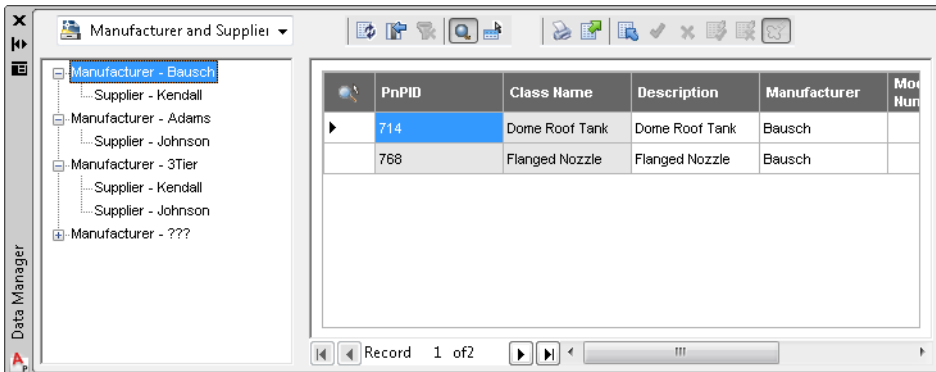 Manufacturer and Supplier
Manufacturer - Bausch
Supplier - Kendall
Manufacturer - Adams
Supplier - Johnson
Manufacturer - 3Tier
Supplier - Kendall
Supplier - Johnson
Manufacturer - ???
PnPID Class Name Description Manufacturer Mod
Num
714 Dome Roof Tank Dome Roof Tank Bausch
768 Flanged Nozzle Flanged Nozzle Bausch
Record 1 of2
Data Manager